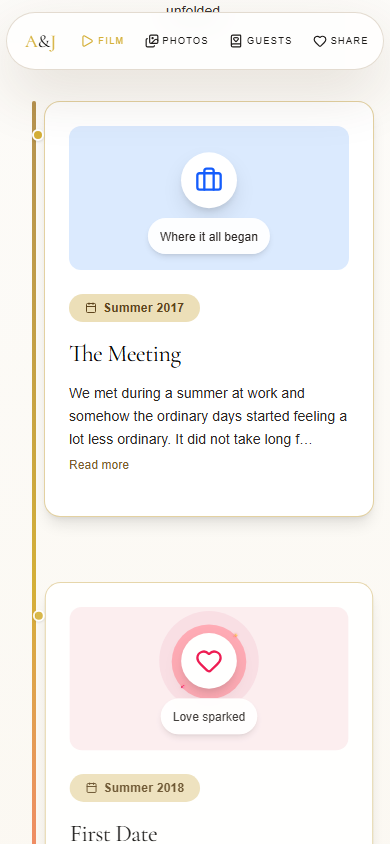 unfolded
A&J FILM PHOTOS GUESTS SHARE
Where it all began
Summer 2017
The Meeting
We met during a summer at work and
somehow the ordinary days started feeling a
lot less ordinary. It did not take long f…
Read more
Love sparked
Summer 2018
First Date